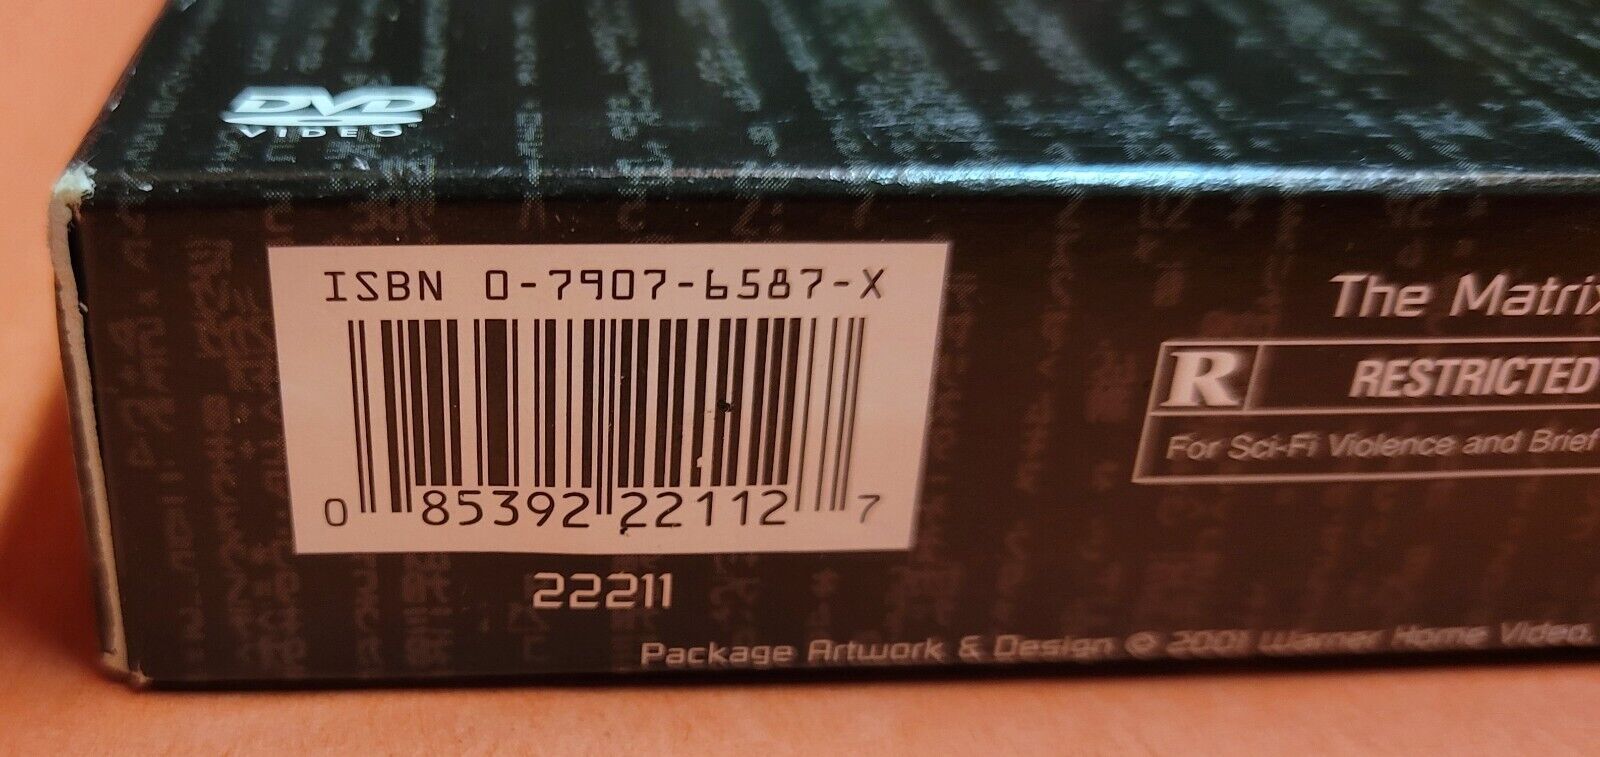 DVD
VIDEO
ISBN 0-7907-6587-X
0 85392 22112 7
22211
The Matrix
R RESTRICTED
For Sci-Fi Violence and Brief
Package Artwork & Design © 2001 Warner Home Video.